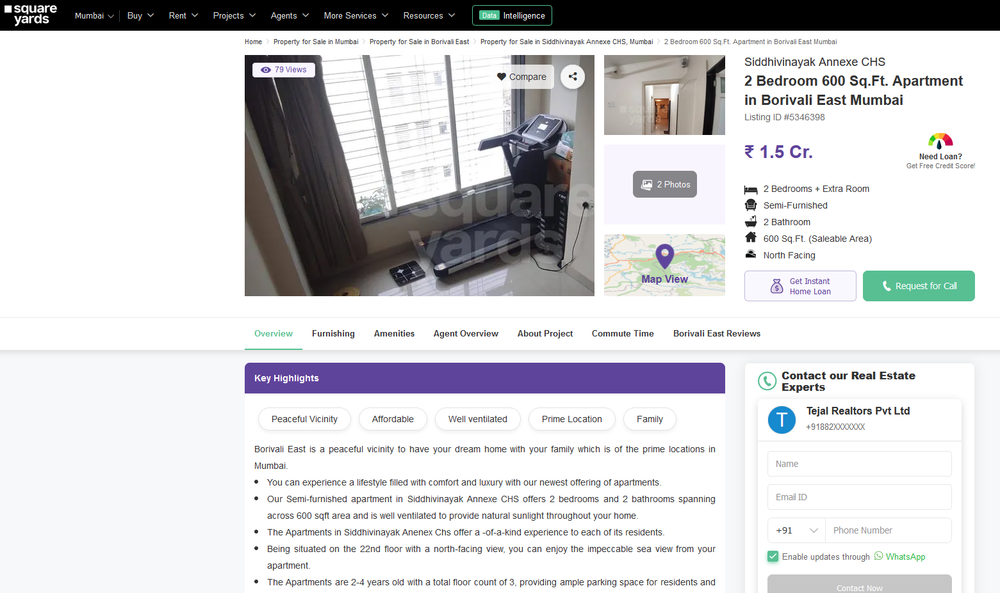 square
yards
Mumbai
Buy
Rent
Projects
Agents
More Services
Resources
Data Intelligence
Home
Property for Sale in Mumbai
Property for Sale in Borivali East
Property for Sale in Siddhivinayak Annexe CHS, Mumbai
2 Bedroom 600 Sq.Ft. Apartment in Borivali East Mumbai
79 Views
Compare
square
yards
square
yards
2 Photos
Map View
Siddhivinayak Annexe CHS
2 Bedroom 600 Sq.Ft. Apartment
in Borivali East Mumbai
Listing ID #5346398
₹ 1.5 Cr.
Need Loan?
Get Free Credit Score!
2 Bedrooms + Extra Room
Semi-Furnished
2 Bathroom
600 Sq.Ft. (Saleable Area)
North Facing
Get Instant
Home Loan
Request for Call
Overview
Furnishing
Amenities
Agent Overview
About Project
Commute Time
Borivali East Reviews
Key Highlights
Peaceful Vicinity
Affordable
Well ventilated
Prime Location
Family
Borivali East is a peaceful vicinity to have your dream home with your family which is of the prime locations in
Mumbai.
You can experience a lifestyle filled with comfort and luxury with our newest offering of apartments.
Our Semi-furnished apartment in Siddhivinayak Annexe CHS offers 2 bedrooms and 2 bathrooms spanning
across 600 sqft area and is well ventilated to provide natural sunlight throughout your home.
The Apartments in Siddhivinayak Anenex Chs offer a -of-a-kind experience to each of its residents.
Being situated on the 22nd floor with a north-facing view, you can enjoy the impeccable sea view from your
apartment.
The Apartments are 2-4 years old with a total floor count of 3, providing ample parking space for residents and
Contact our Real Estate
Experts
T
Tejal Realtors Pvt Ltd
+91882XXXXXXX
Name
Email ID
+91
Phone Number
Enable updates through WhatsApp
Contact Now